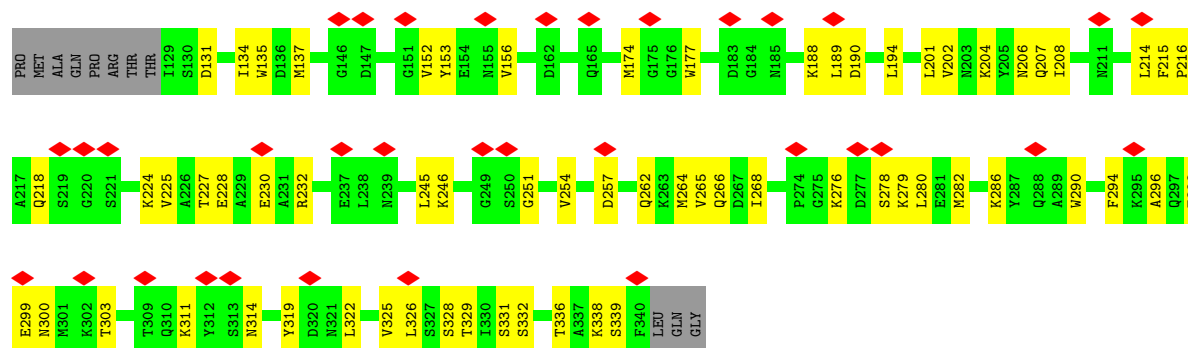 PRO MET ALA GLN PRO ARG THR THR I129 S130 D131 I134 W135 D136 M137 G146 D147 G151 V152 Y153 E154 N155 V156 D162 Q165 M174 G175 G176 W177 D183 G184 N185 K188 L189 D190 L194 L201 V202 N203 K204 Y205 N206 Q207 I208 N211 L214 F215 P216
A217 Q218 S219 G220 S221 K224 V225 A226 T227 E228 A229 E230 A231 R232 E237 L238 N239 L245 K246 G249 S250 G251 V254 D257 Q262 K263 M264 V265 Q266 D267 I268 P274 G275 K276 D277 S278 K279 L280 E281 M282 K286 Y287 Q288 A289 W290 F294 K295 A296 Q297
E299 N300 M301 K302 T303 T309 Q310 K311 Y312 S313 N314 Y319 D320 N321 L322 V325 L326 S327 S328 T329 I330 S331 S332 T336 A337 K338 S339 F340 LEU GLN GLY